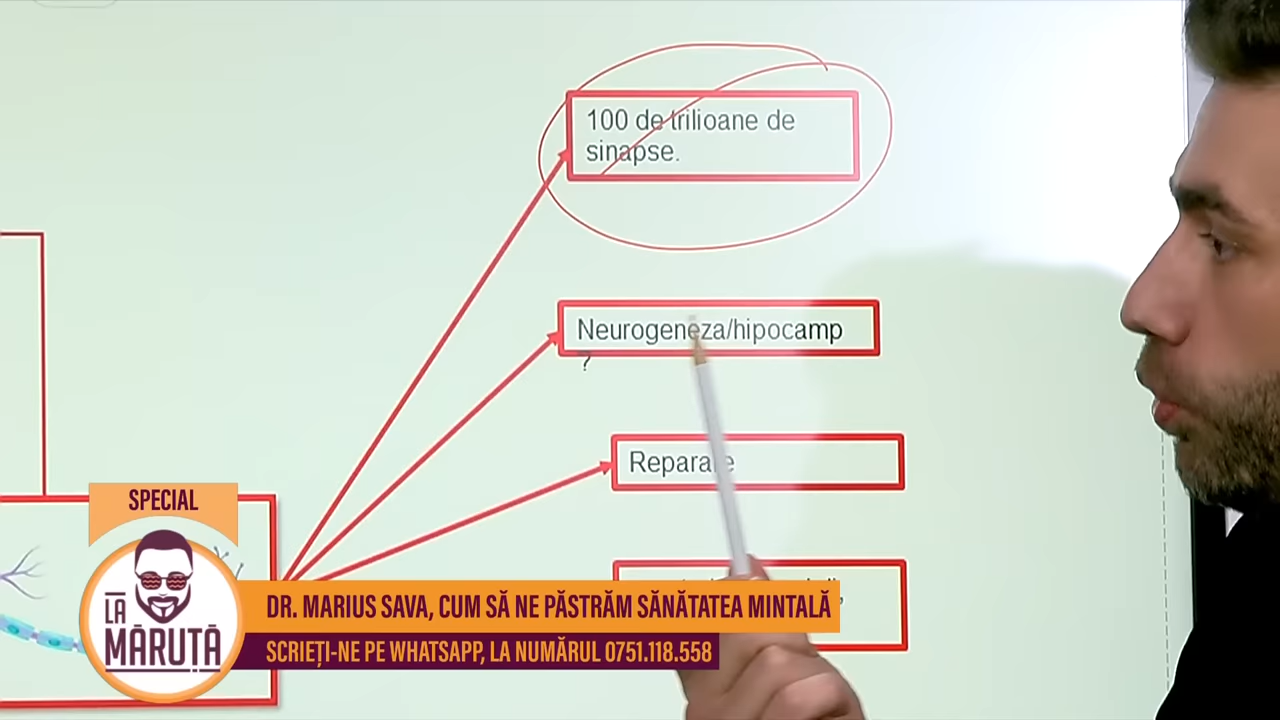 100 de trilioane de
sinapse.
Neurogeneza/hipocamp
?
Reparare
SPECIAL
LA
MĂRUȚĂ
DR. MARIUS SAVA, CUM SĂ NE PĂSTRĂM SĂNĂTATEA MINTALĂ
SCRIEȚI-NE PE WHATSAPP, LA NUMĂRUL 0751.118.558